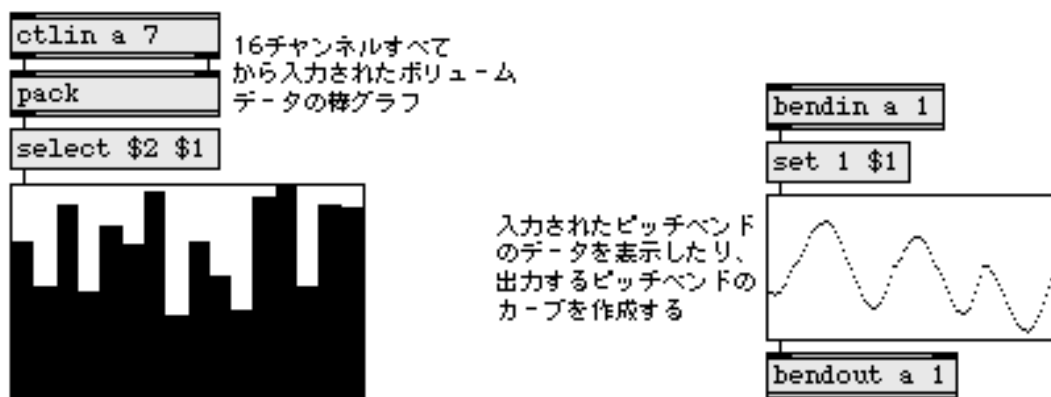 ctlin a 7
pack
select $2 $1
16チャンネルすべて
から入力されたボリューム
データの棒グラフ
bendin a 1
set 1 $1
入力されたピッチベンド
のデータを表示したり、
出力するピッチベンドの
カーブを作成する
bendout a 1